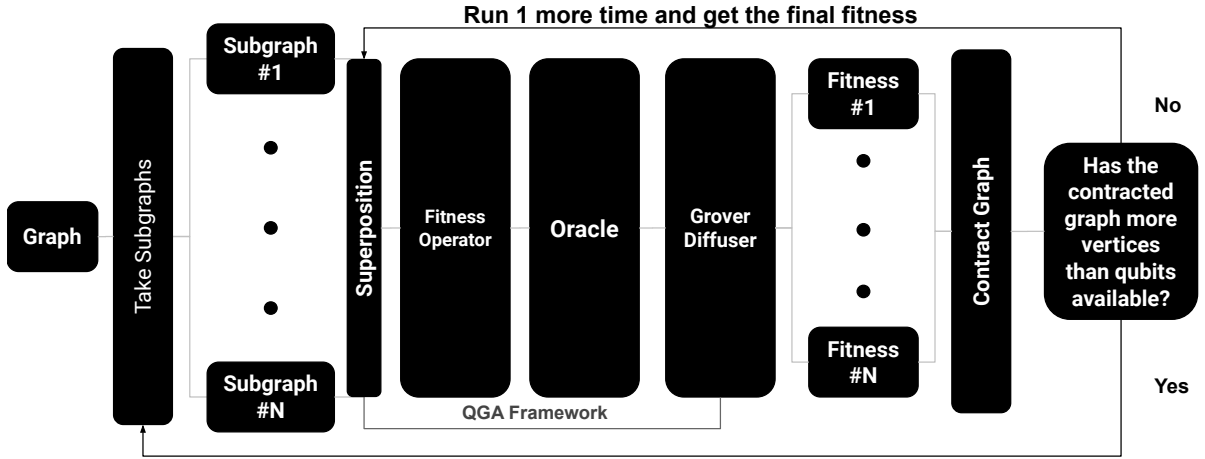 Run 1 more time and get the final fitness
Graph
Take Subgraphs
Subgraph
#1
Subgraph
#N
Superposition
Fitness
Operator
Oracle
Grover
Diffuser
QGA Framework
Fitness
#1
Fitness
#N
Contract Graph
No
Has the
contracted
graph more
vertices
than qubits
available?
Yes